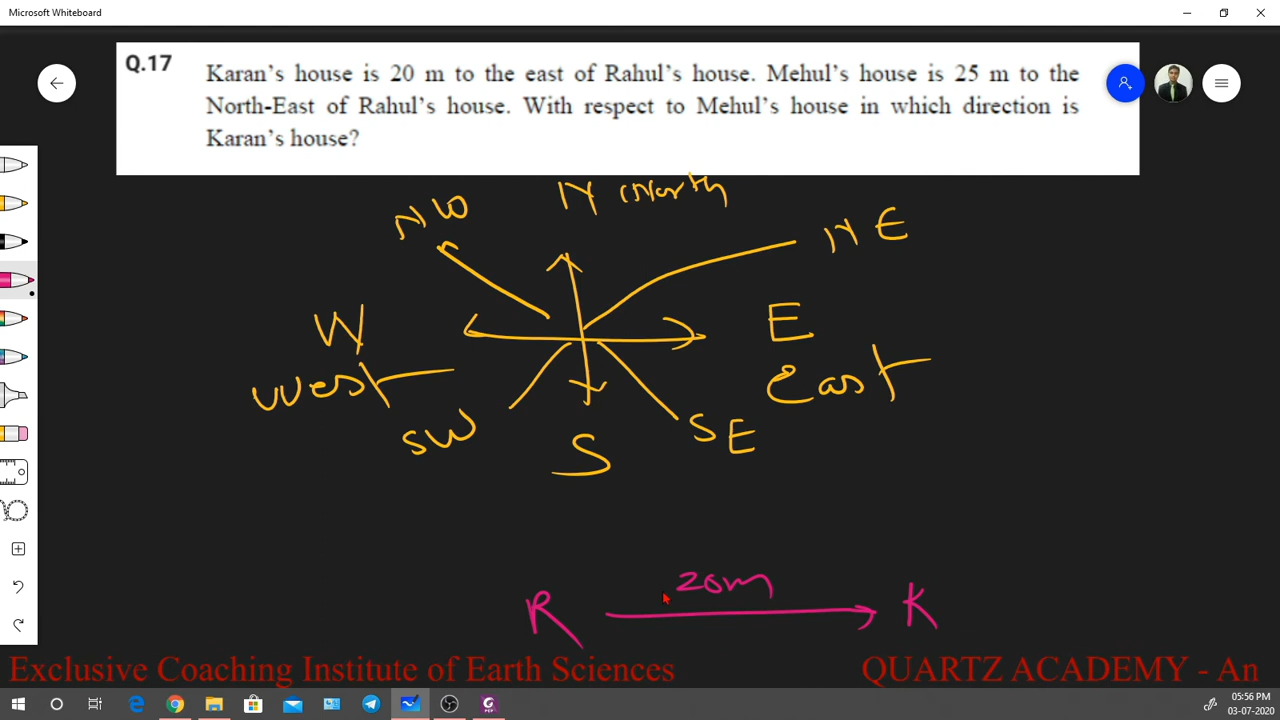 Microsoft Whiteboard
Q.17
Karan's house is 20 m to the east of Rahul's house. Mehul's house is 25 m to the
North-East of Rahul's house. With respect to Mehul's house in which direction is
Karan's house?
NW
N (North
NE
W
E
West
East
SW
S
SE
20m
R
K
Exclusive Coaching Institute of Earth Sciences
QUARTZ ACADEMY - An
05:56 PM
03-07-2020